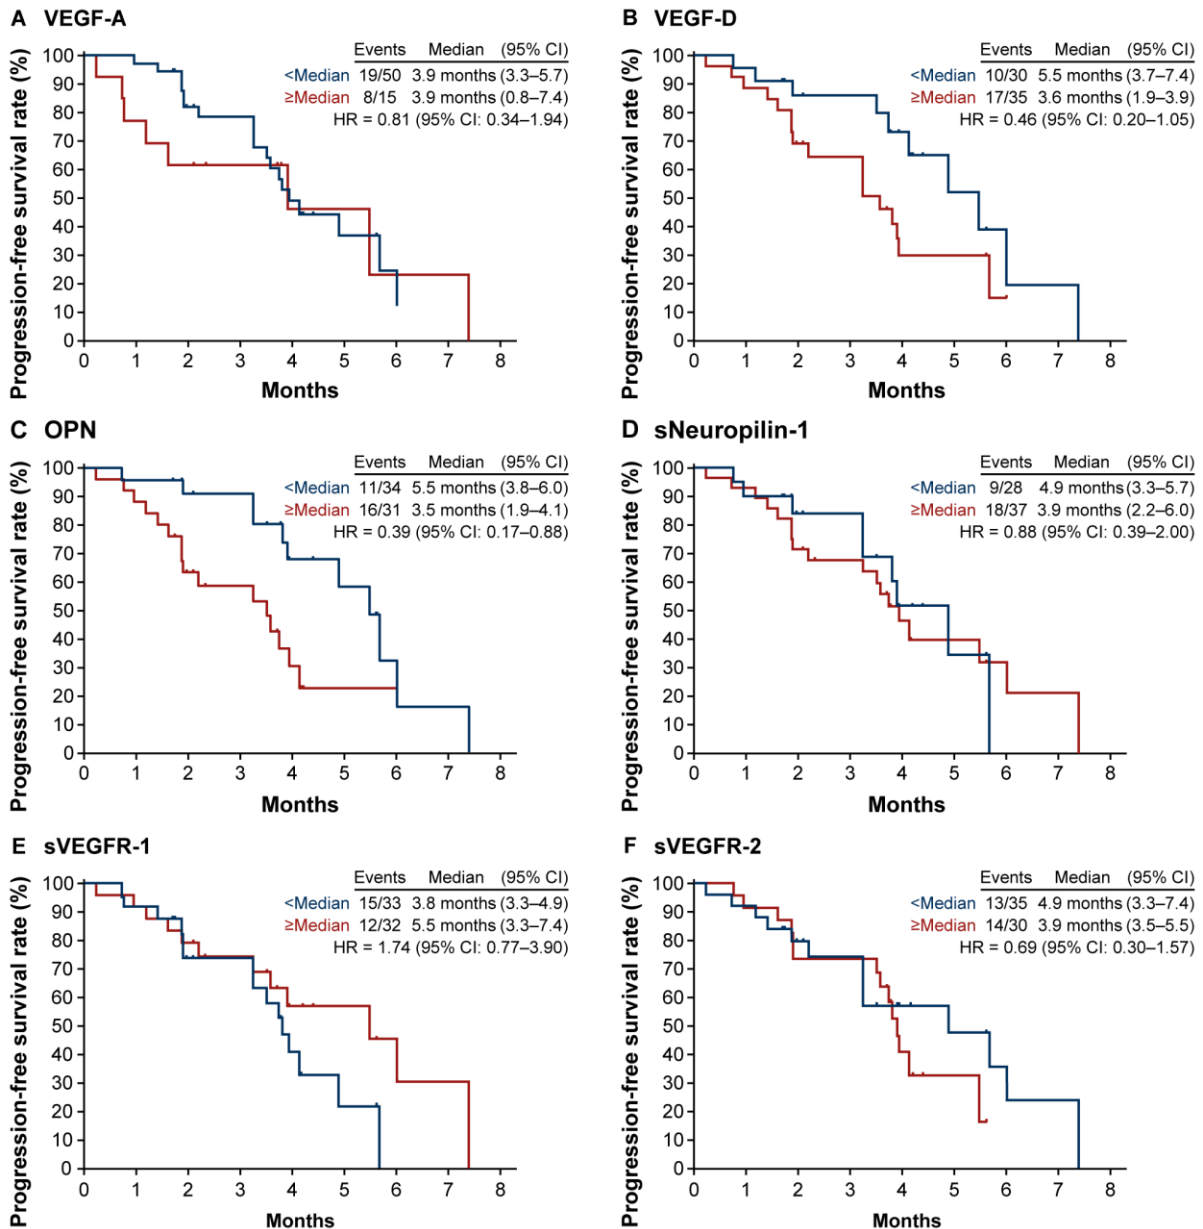 A VEGF-A
Events Median (95% CI)
<Median 19/50 3.9 months (3.3–5.7)
≥Median 8/15 3.9 months (0.8–7.4)
HR = 0.81 (95% CI: 0.34–1.94)
Progression-free survival rate (%)
100
90
80
70
60
50
40
30
20
10
0
0 1 2 3 4 5 6 7 8
Months
B VEGF-D
Events Median (95% CI)
<Median 10/30 5.5 months (3.7–7.4)
≥Median 17/35 3.6 months (1.9–3.9)
HR = 0.46 (95% CI: 0.20–1.05)
Progression-free survival rate (%)
100
90
80
70
60
50
40
30
20
10
0
0 1 2 3 4 5 6 7 8
Months
C OPN
Events Median (95% CI)
<Median 11/34 5.5 months (3.8–6.0)
≥Median 16/31 3.5 months (1.9–4.1)
HR = 0.39 (95% CI: 0.17–0.88)
Progression-free survival rate (%)
100
90
80
70
60
50
40
30
20
10
0
0 1 2 3 4 5 6 7 8
Months
D sNeuropilin-1
Events Median (95% CI)
<Median 9/28 4.9 months (3.3–5.7)
≥Median 18/37 3.9 months (2.2–6.0)
HR = 0.88 (95% CI: 0.39–2.00)
Progression-free survival rate (%)
100
90
80
70
60
50
40
30
20
10
0
0 1 2 3 4 5 6 7 8
Months
E sVEGFR-1
Events Median (95% CI)
<Median 15/33 3.8 months (3.3–4.9)
≥Median 12/32 5.5 months (3.3–7.4)
HR = 1.74 (95% CI: 0.77–3.90)
Progression-free survival rate (%)
100
90
80
70
60
50
40
30
20
10
0
0 1 2 3 4 5 6 7 8
Months
F sVEGFR-2
Events Median (95% CI)
<Median 13/35 4.9 months (3.3–7.4)
≥Median 14/30 3.9 months (3.5–5.5)
HR = 0.69 (95% CI: 0.30–1.57)
Progression-free survival rate (%)
100
90
80
70
60
50
40
30
20
10
0
0 1 2 3 4 5 6 7 8
Months